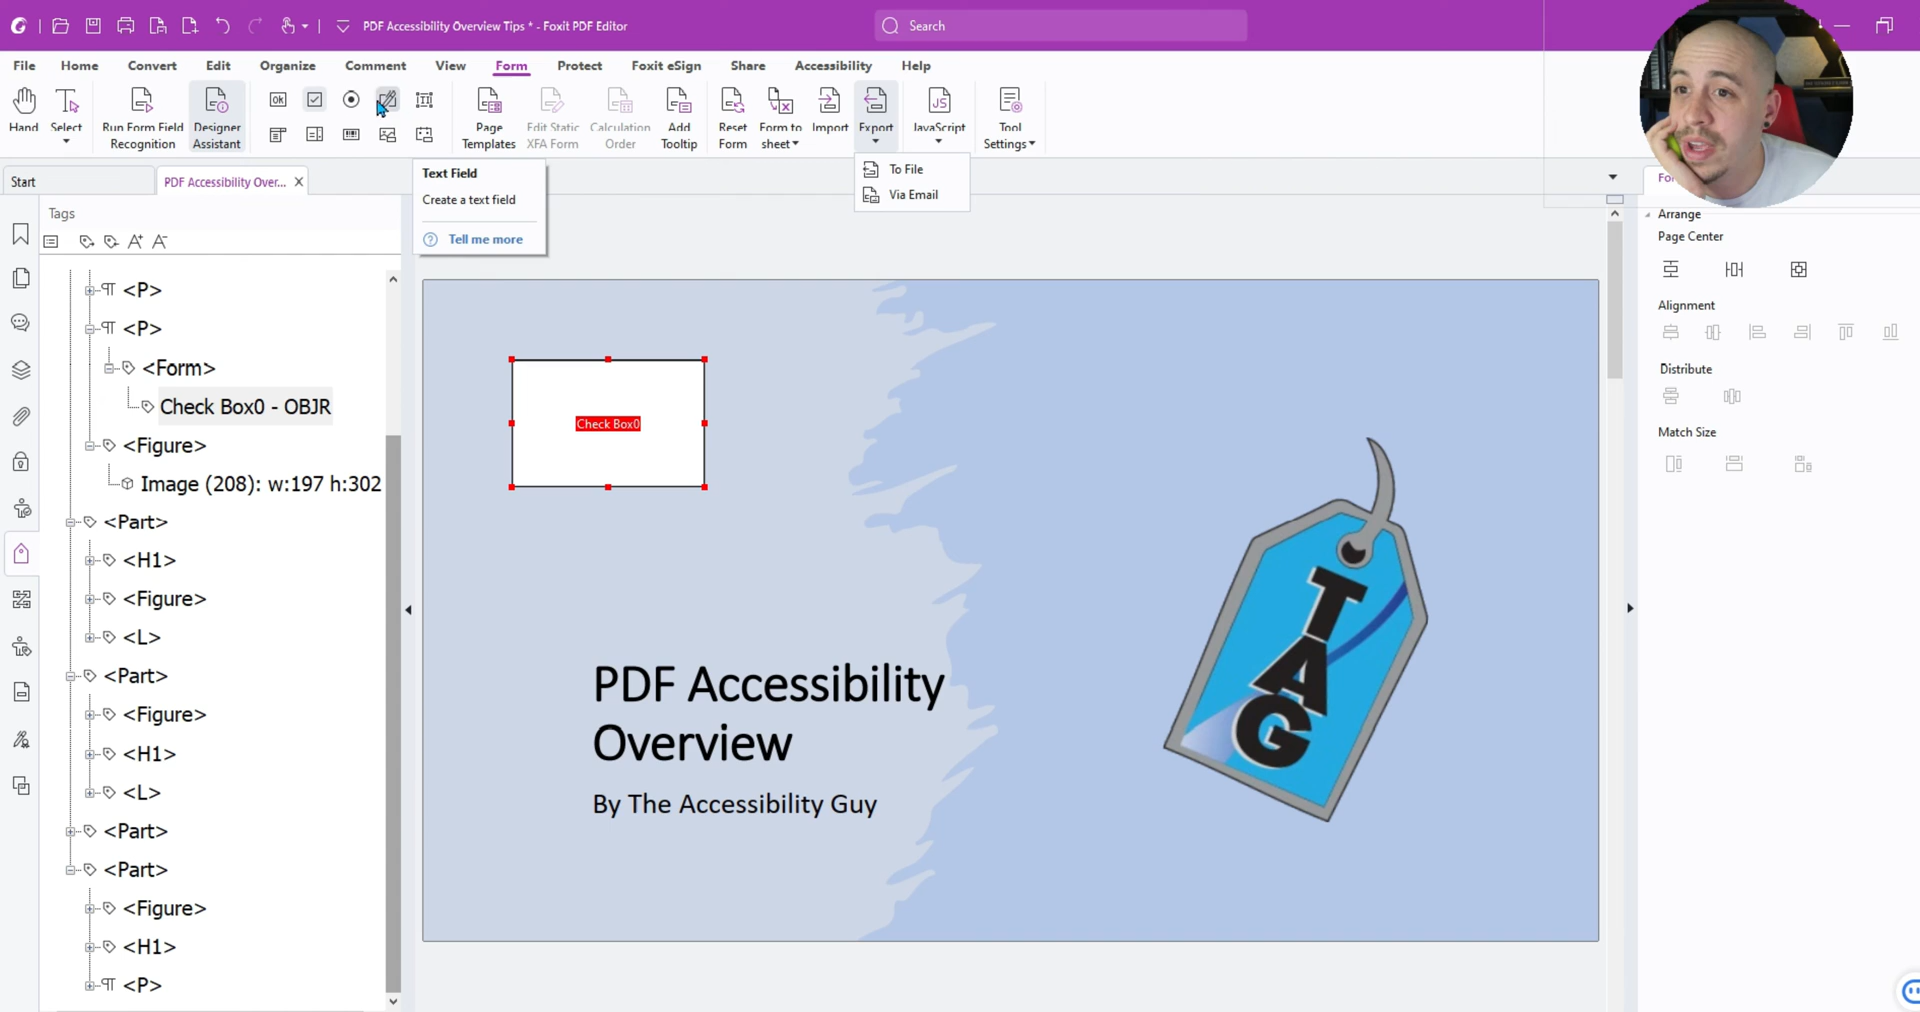 PDF Accessibility Overview Tips * - Foxit PDF Editor
Search
File Home Convert Edit Organize Comment View Form Protect Foxit eSign Share Accessibility Help
Hand
Select
Run Form Field
Recognition
Designer
Assistant
OK
Page
Templates
Edit Static
XFA Form
Calculation
Order
Add
Tooltip
Reset
Form
Form to
sheet
Import
Export
JS
JavaScript
Tool
Settings
To File
Via Email
Text Field
Create a text field
? Tell me more
Start
PDF Accessibility Over...
Tags
<P>
<P>
<Form>
Check Box0 - OBJR
<Figure>
Image (208): w:197 h:302
<Part>
<H1>
<Figure>
<L>
<Part>
<Figure>
<H1>
<L>
<Part>
<Part>
<Figure>
<H1>
<P>
Check Box0
PDF Accessibility
Overview
By The Accessibility Guy
TAG
Arrange
Page Center
Alignment
Distribute
Match Size